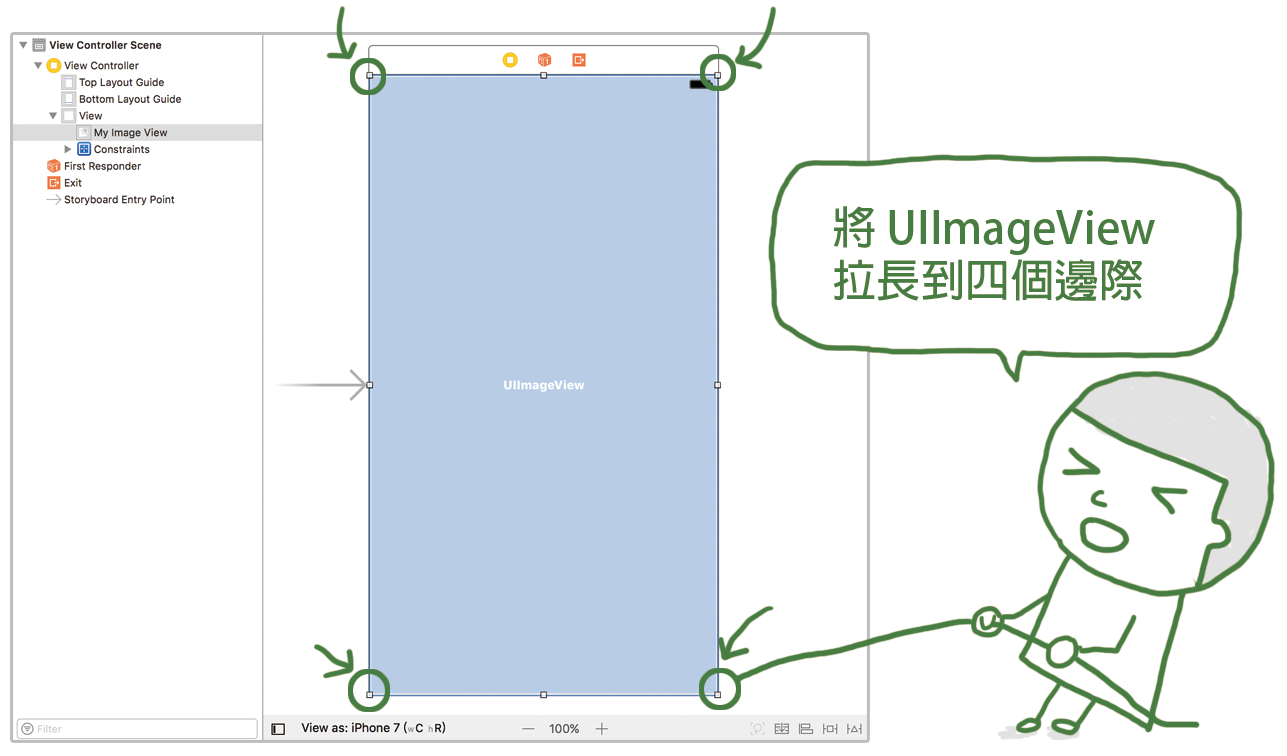 View Controller Scene
View Controller
Top Layout Guide
Bottom Layout Guide
View
My Image View
Constraints
First Responder
Exit
Storyboard Entry Point
Filter
UIImageView
View as: iPhone 7 (wC hR)
100%
將 UIImageView
拉長到四個邊際